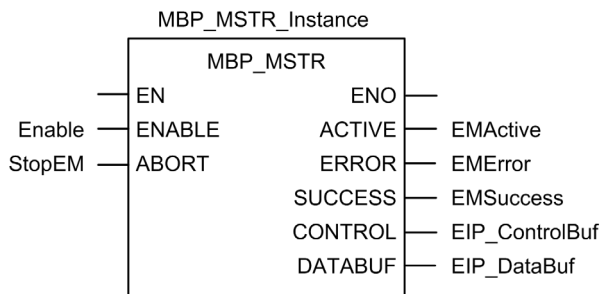 MBP_MSTR_Instance
MBP_MSTR
EN ENO
Enable ENABLE ACTIVE EMActive
StopEM ABORT ERROR EMError
SUCCESS EMSuccess
CONTROL EIP_ControlBuf
DATABUF EIP_DataBuf